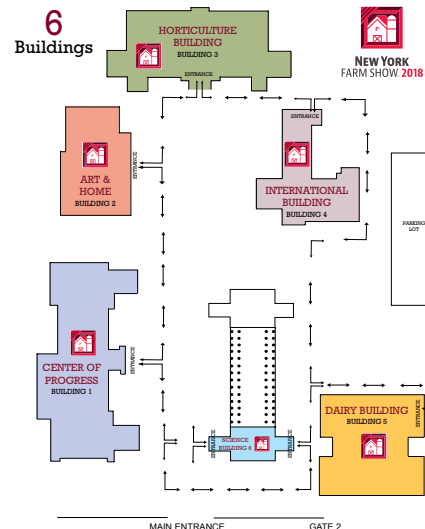 6
Buildings
HORTICULTURE
BUILDING
BUILDING 3
ENTRANCE
NEW YORK
FARM SHOW 2018
ENTRANCE
ART &
HOME
BUILDING 2
ENTRANCE
INTERNATIONAL
BUILDING
BUILDING 4
PARKING
LOT
CENTER OF
PROGRESS
BUILDING 1
ENTRANCE
DAIRY BUILDING
BUILDING 5
ENTRANCE
ENTRANCE
SCIENCE
BUILDING 6
ENTRANCE
MAIN ENTRANCE
GATE 2